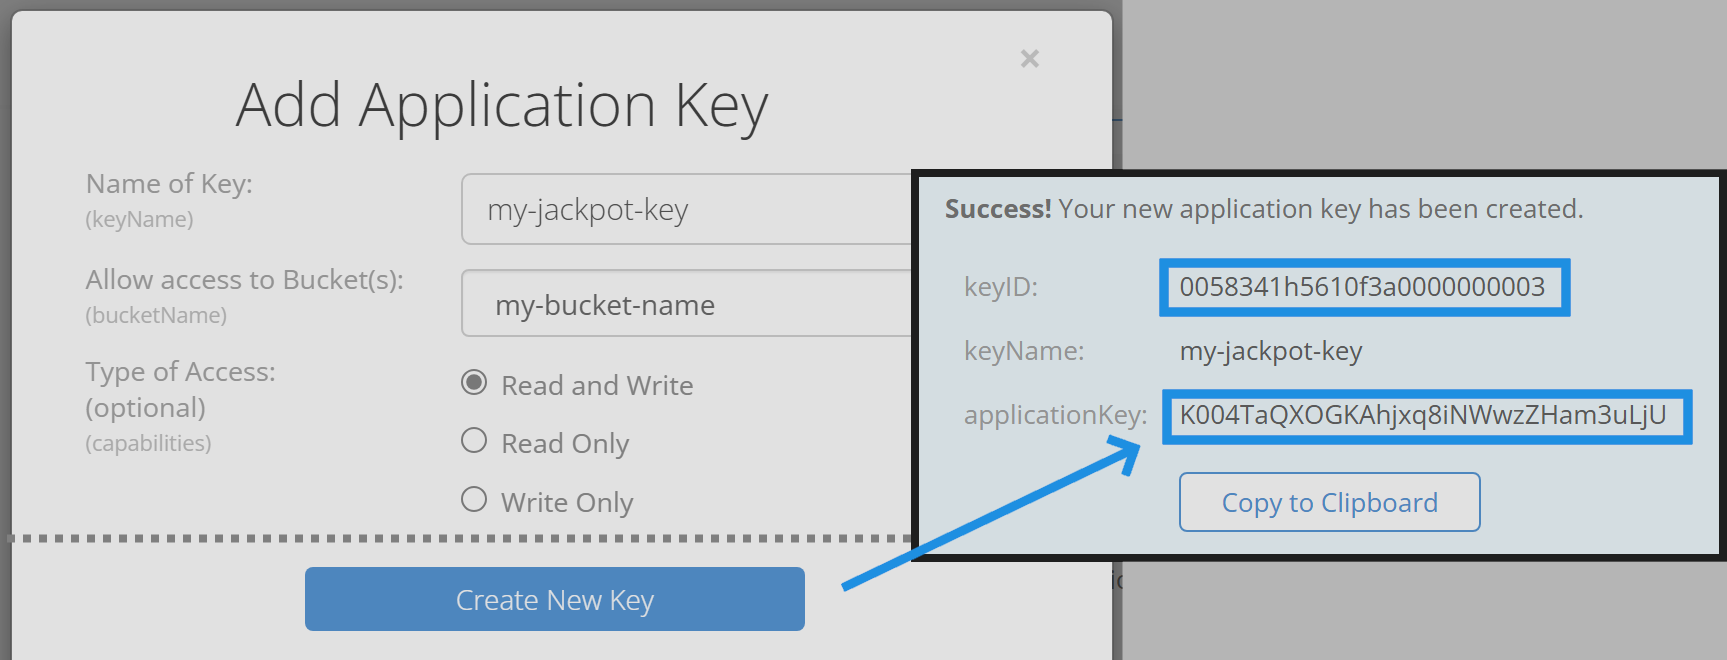 ×
Add Application Key
Name of Key:
(keyName)
my-jackpot-key
Allow access to Bucket(s):
(bucketName)
my-bucket-name
Type of Access:
(optional)
(capabilities)
Read and Write
Read Only
Write Only
Create New Key
Success! Your new application key has been created.
keyID: 0058341h5610f3a0000000003
keyName: my-jackpot-key
applicationKey: K004TaQXOGKAhjxq8iNWwzZHam3uLjU
Copy to Clipboard